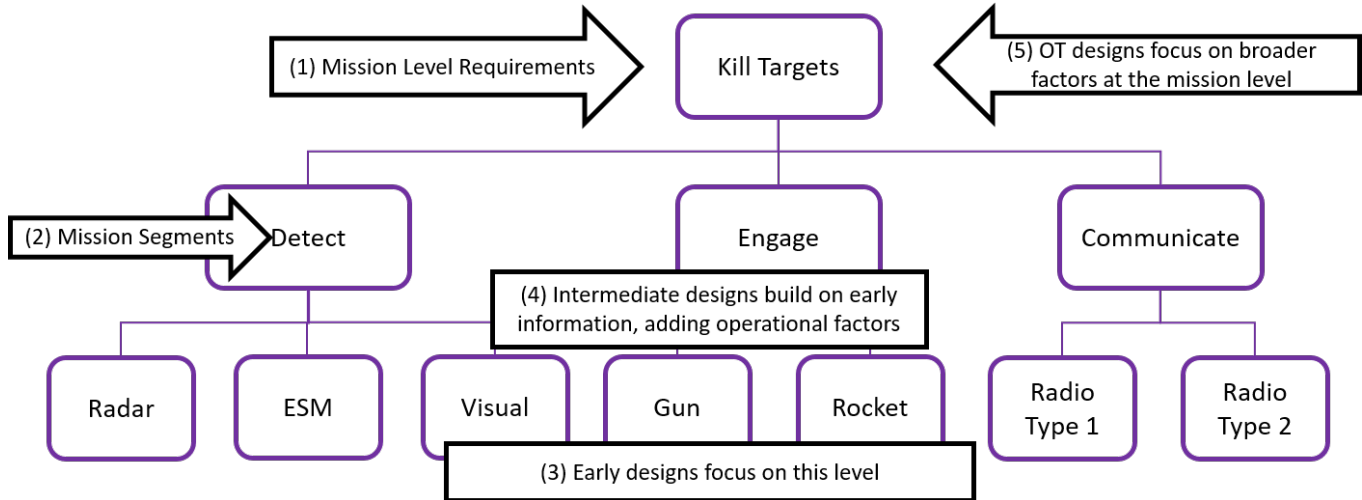 (1) Mission Level Requirements
Kill Targets
(5) OT designs focus on broader
factors at the mission level
(2) Mission Segments
Detect
Engage
Communicate
(4) Intermediate designs build on early
information, adding operational factors
Radar
ESM
Visual
Gun
Rocket
Radio
Type 1
Radio
Type 2
(3) Early designs focus on this level